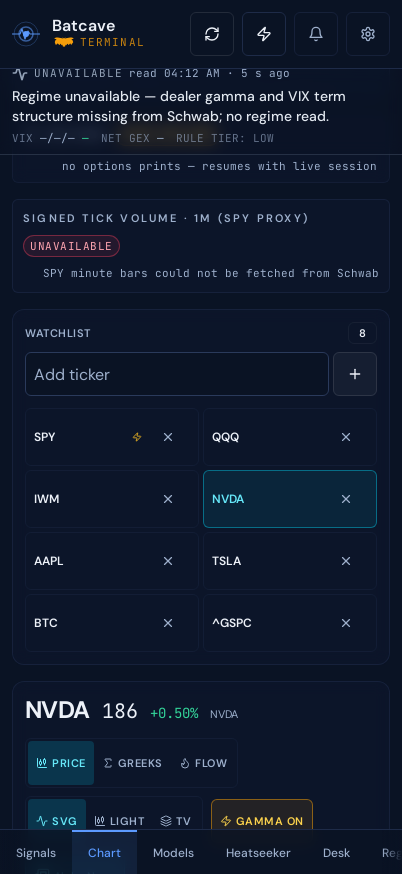 Batcave
TERMINAL
UNAVAILABLE read 04:12 AM · 5 s ago
Regime unavailable — dealer gamma and VIX term
structure missing from Schwab; no regime read.
VIX —/—/— — NET GEX — RULE TIER: LOW
no options prints — resumes with live session
SIGNED TICK VOLUME · 1M (SPY PROXY)
UNAVAILABLE
SPY minute bars could not be fetched from Schwab
WATCHLIST
8
Add ticker
+
SPY
QQQ
IWM
NVDA
AAPL
TSLA
BTC
^GSPC
NVDA 186 +0.50% NVDA
PRICE
GREEKS
FLOW
SVG
LIGHT
TV
GAMMA ON
Signals
Chart
Models
Heatseeker
Desk